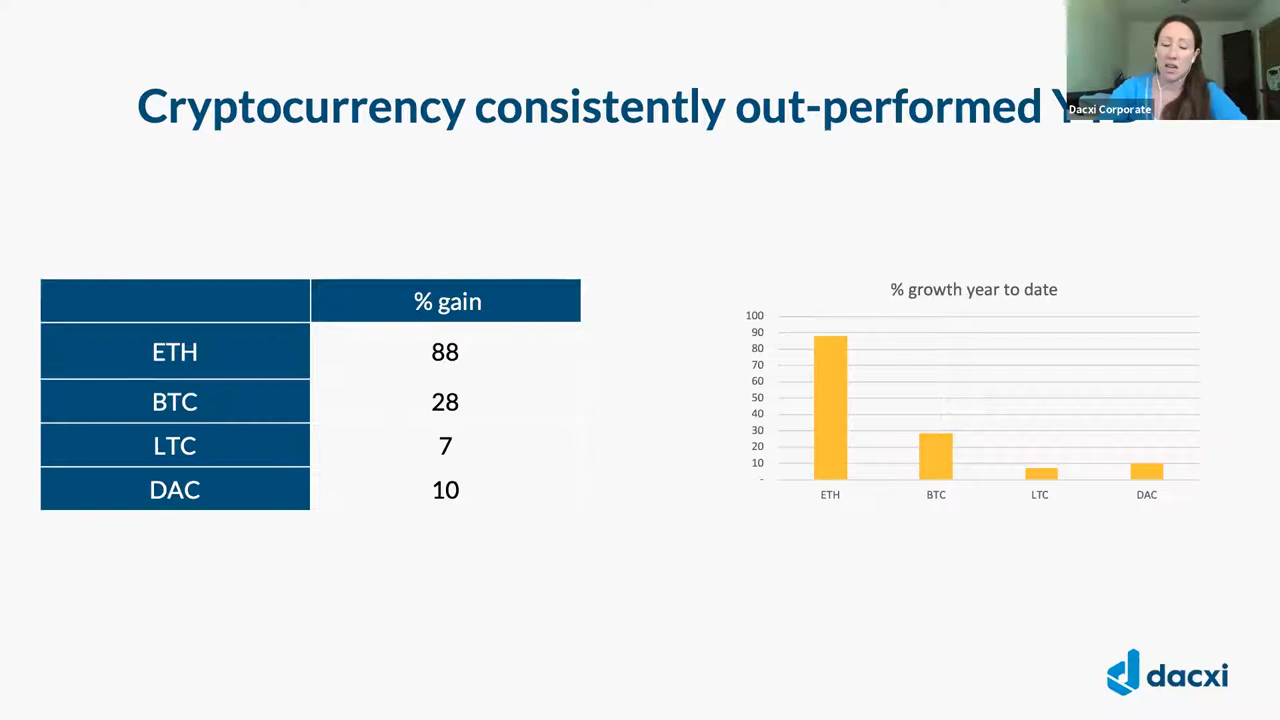 Cryptocurrency consistently out-performed
Dacxi Corporate
% gain
ETH 88
BTC 28
LTC 7
DAC 10
% growth year to date
100
90
80
70
60
50
40
30
20
10
-
ETH BTC LTC DAC
dacxi